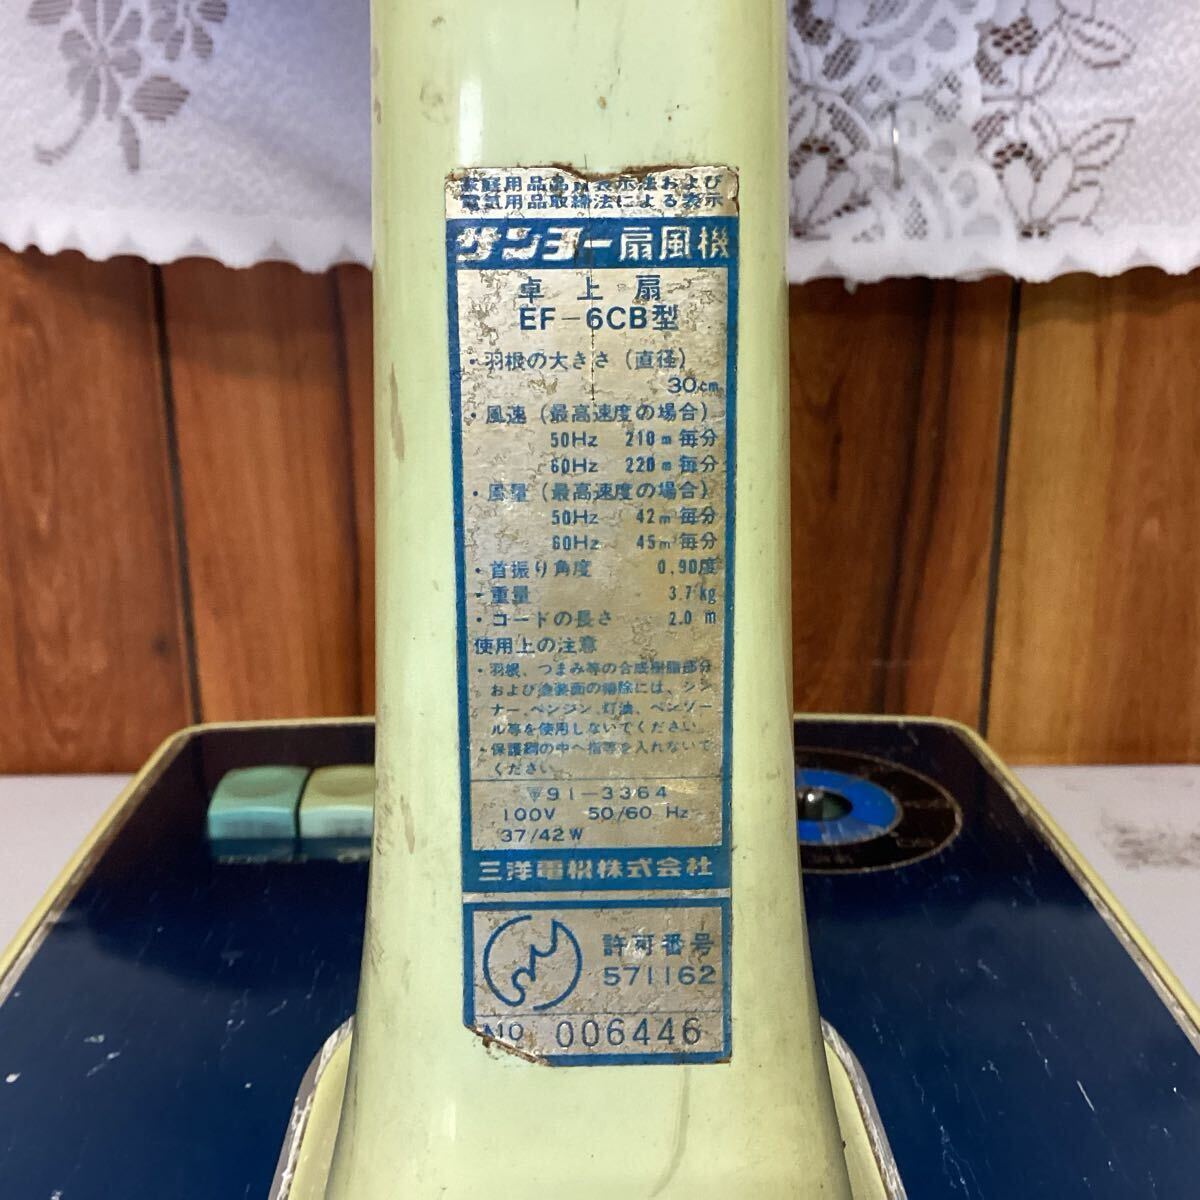 家庭用品品質表示法および
電気用品取締法による表示
サンヨー扇風機
卓上扇
EF-6CB型
・羽根の大きさ(直径)
30cm
・風速(最高速度の場合)
50Hz 210m毎分
60Hz 220m毎分
・風量(最高速度の場合)
50Hz 42m³毎分
60Hz 45m³毎分
・首振り角度 0,90度
・重量 3.7kg
・コードの長さ 2.0m
使用上の注意
・羽根、つまみ等の合成樹脂部分
および塗装面の掃除には、シン
ナー、ベンジン、灯油、ベンゾー
ル等を使用しないでください。
・保護網の中へ指等を入れないで
ください。
〒91-3364
100V 50/60 Hz
37/42W
三洋電機株式会社
許可番号
571162
NO 006446